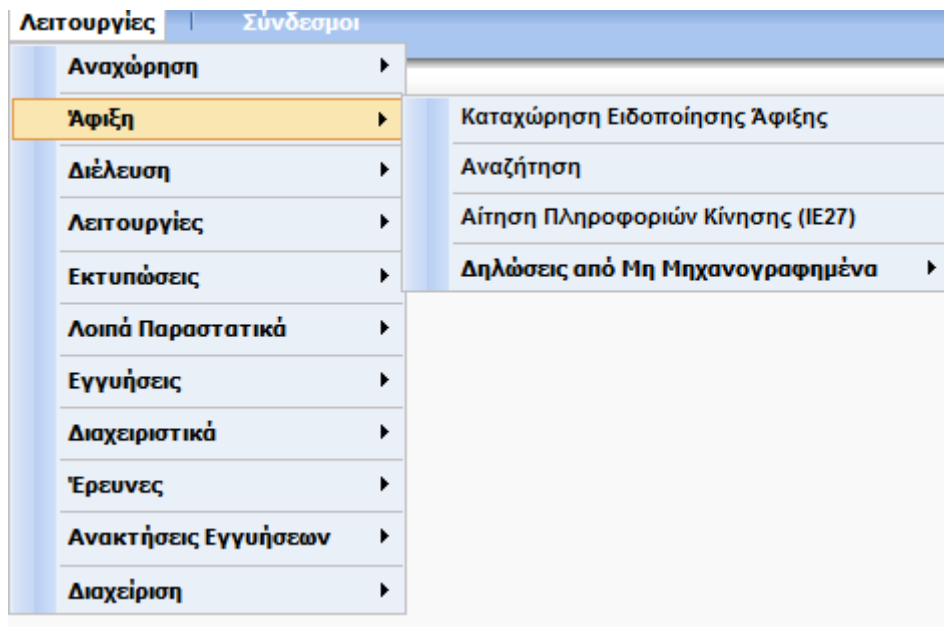 Λειτουργίες | Σύνδεσμοι
Αναχώρηση
Άφιξη
Διέλευση
Λειτουργίες
Εκτυπώσεις
Λοιπά Παραστατικά
Εγγυήσεις
Διαχειριστικά
Έρευνες
Ανακτήσεις Εγγυήσεων
Διαχείριση
Καταχώρηση Ειδοποίησης Άφιξης
Αναζήτηση
Αίτηση Πληροφοριών Κίνησης (IE27)
Δηλώσεις από Μη Μηχανογραφημένα